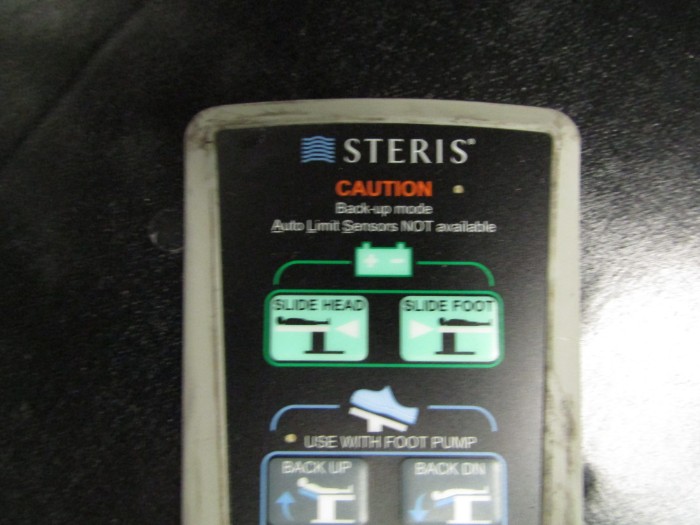 STERIS®
CAUTION
Back-up mode
Auto Limit Sensors NOT available
+ −
SLIDE HEAD SLIDE FOOT
USE WITH FOOT PUMP
BACK UP BACK DN